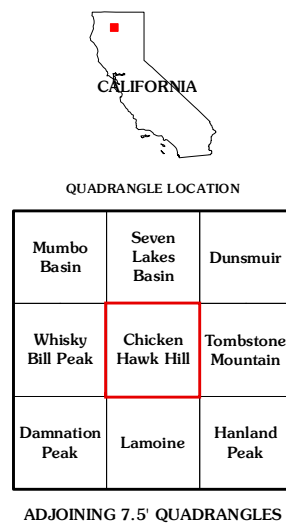 CALIFORNIA
QUADRANGLE LOCATION
Mumbo
Basin
Seven
Lakes
Basin
Dunsmuir
Whisky
Bill Peak
Chicken
Hawk Hill
Tombstone
Mountain
Damnation
Peak
Lamoine
Hanland
Peak
ADJOINING 7.5' QUADRANGLES